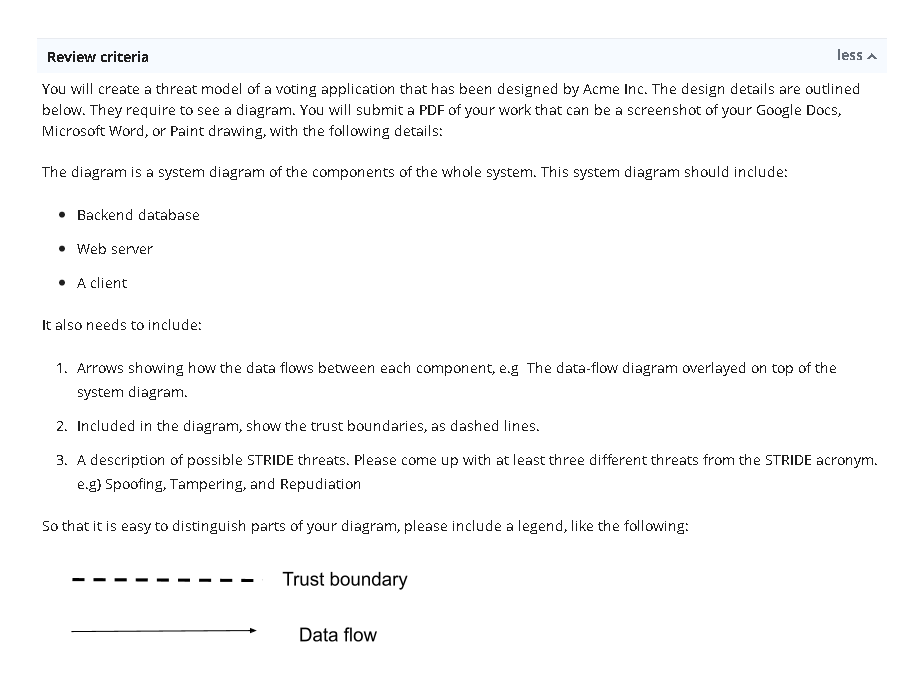 Review criteria
less
You will create a threat model of a voting application that has been designed by Acme Inc. The design details are outlined
below. They require to see a diagram. You will submit a PDF of your work that can be a screenshot of your Google Docs,
Microsoft Word, or Paint drawing, with the following details:
The diagram is a system diagram of the components of the whole system. This system diagram should include:
• Backend database
• Web server
• A client
It also needs to include:
1. Arrows showing how the data flows between each component, e.g The data-flow diagram overlayed on top of the
system diagram.
2. Included in the diagram, show the trust boundaries, as dashed lines.
3. A description of possible STRIDE threats. Please come up with at least three different threats from the STRIDE acronym.
e.g} Spoofing, Tampering, and Repudiation
So that it is easy to distinguish parts of your diagram, please include a legend, like the following:
Trust boundary
Data flow